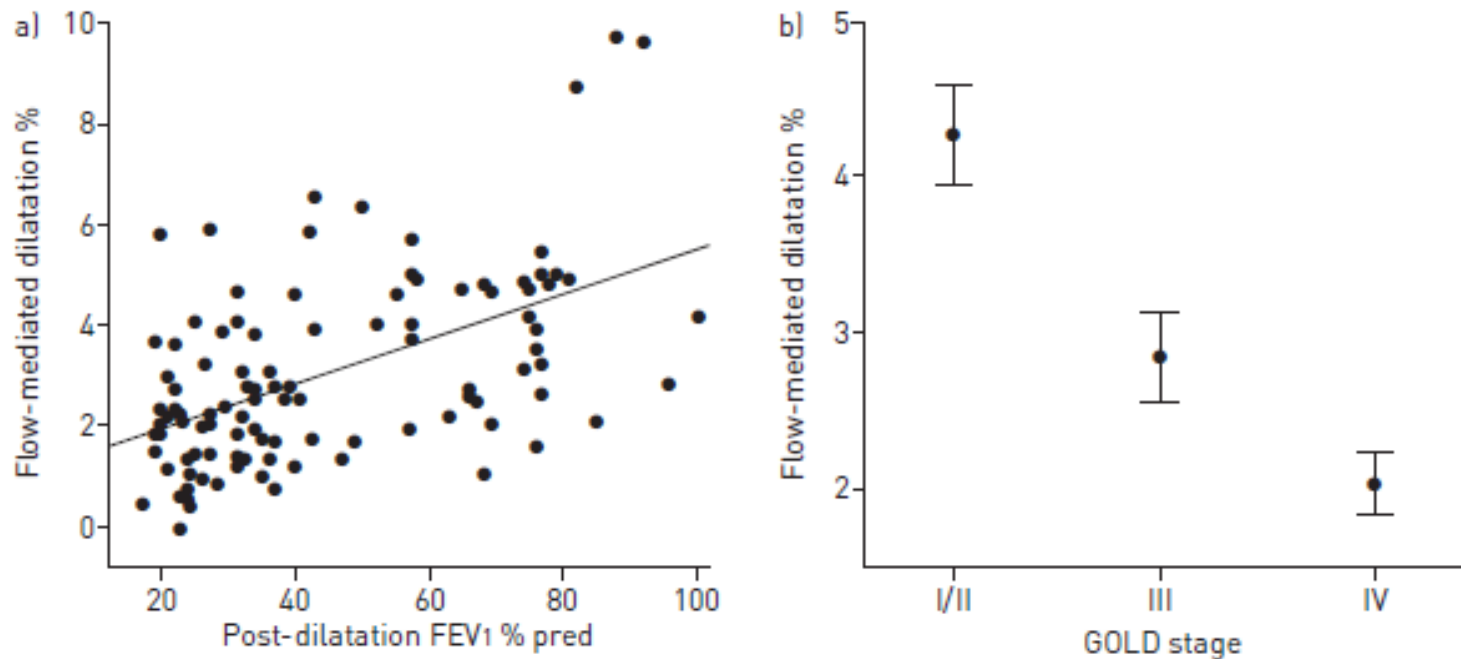 a)
Flow-mediated dilatation %
10
8
6
4
2
0
20 40 60 80 100
Post-dilatation FEV1 % pred
b)
Flow-mediated dilatation %
5
4
3
2
I/II III IV
GOLD stage